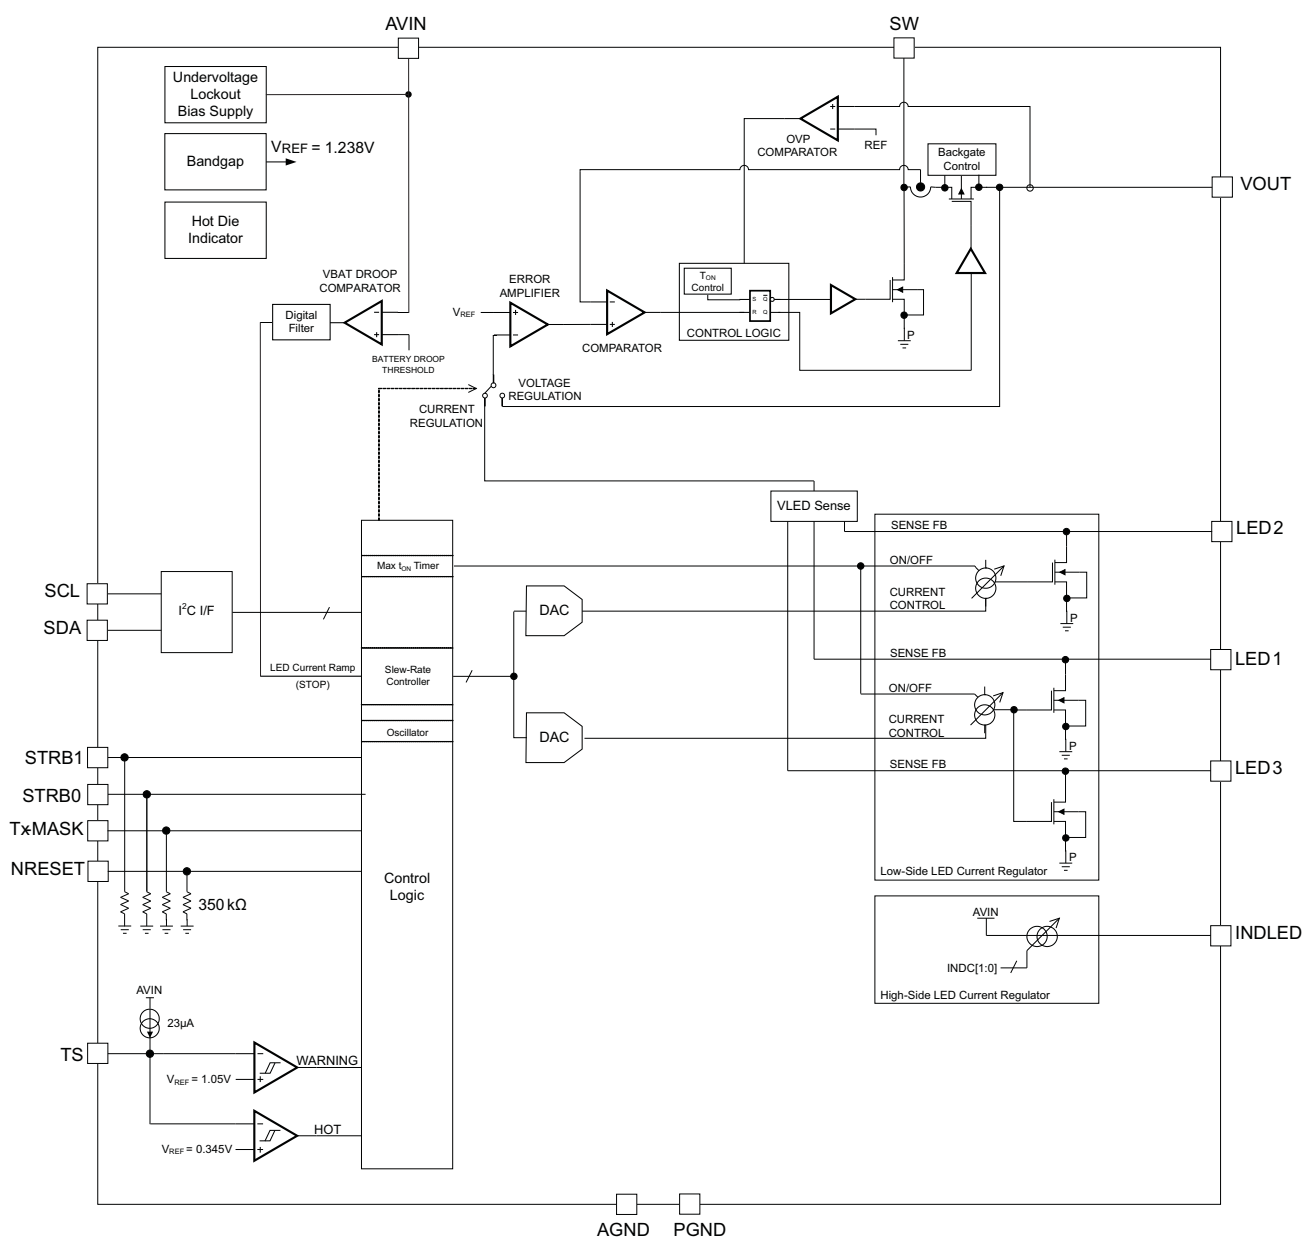 AVIN
SW
Undervoltage
Lockout
Bias Supply
Bandgap
VREF = 1.238V
Hot Die
Indicator
OVP
COMPARATOR
+
−
REF
Backgate
Control
VOUT
VBAT DROOP
COMPARATOR
Digital
Filter
−
+
BATTERY DROOP
THRESHOLD
ERROR
AMPLIFIER
VREF
+
−
−
+
COMPARATOR
TON
Control
S Q
R Q
CONTROL LOGIC
P
VOLTAGE
REGULATION
CURRENT
REGULATION
VLED Sense
SENSE FB
LED2
Max tON Timer
ON/OFF
CURRENT
CONTROL
P
SCL
SDA
I2C I/F
DAC
LED Current Ramp
(STOP)
Slew-Rate
Controller
SENSE FB
LED1
ON/OFF
CURRENT
CONTROL
P
DAC
Oscillator
STRB1
STRB0
Tx-MASK
NRESET
350 kΩ
SENSE FB
LED3
P
Low-Side LED Current Regulator
Control
Logic
AVIN
INDC[1:0]
INDLED
High-Side LED Current Regulator
AVIN
23µA
TS
−
+
WARNING
VREF = 1.05V
−
+
HOT
VREF = 0.345V
AGND
PGND